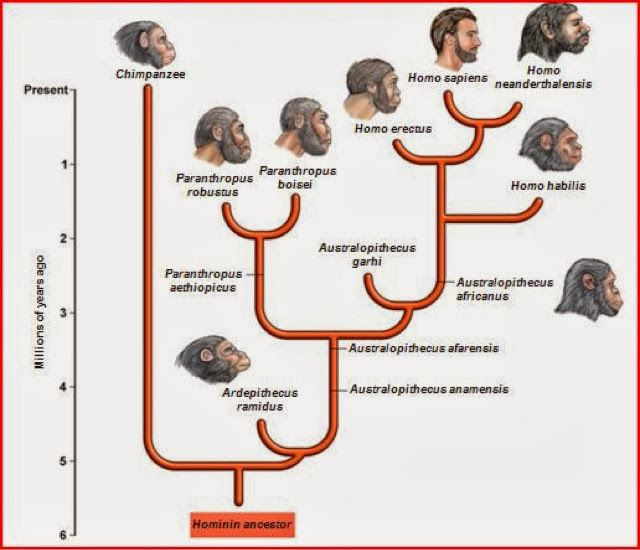 Chimpanzee
Homo sapiens
Homo
neanderthalensis
Present
Homo erectus
1
Paranthropus
robustus
Paranthropus
boisei
Homo habilis
2
Australopithecus
garhi
Paranthropus
aethiopicus
Australopithecus
africanus
Millions of years ago
3
Australopithecus afarensis
4
Ardepithecus
ramidus
Australopithecus anamensis
5
Hominin ancestor
6